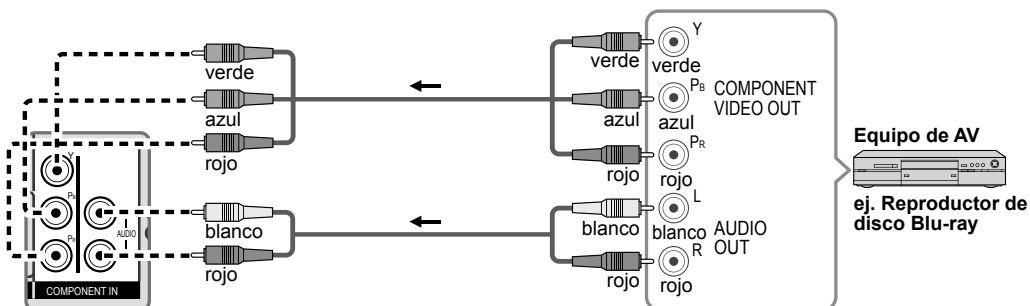 verde
azul
rojo
blanco
rojo
Y
PB
PR
AUDIO
COMPONENT IN
verde
azul
rojo
blanco
rojo
Y
verde
PB
azul
PR
rojo
COMPONENT
VIDEO OUT
L
blanco
R
rojo
AUDIO
OUT
Equipo de AV
ej. Reproductor de
disco Blu-ray